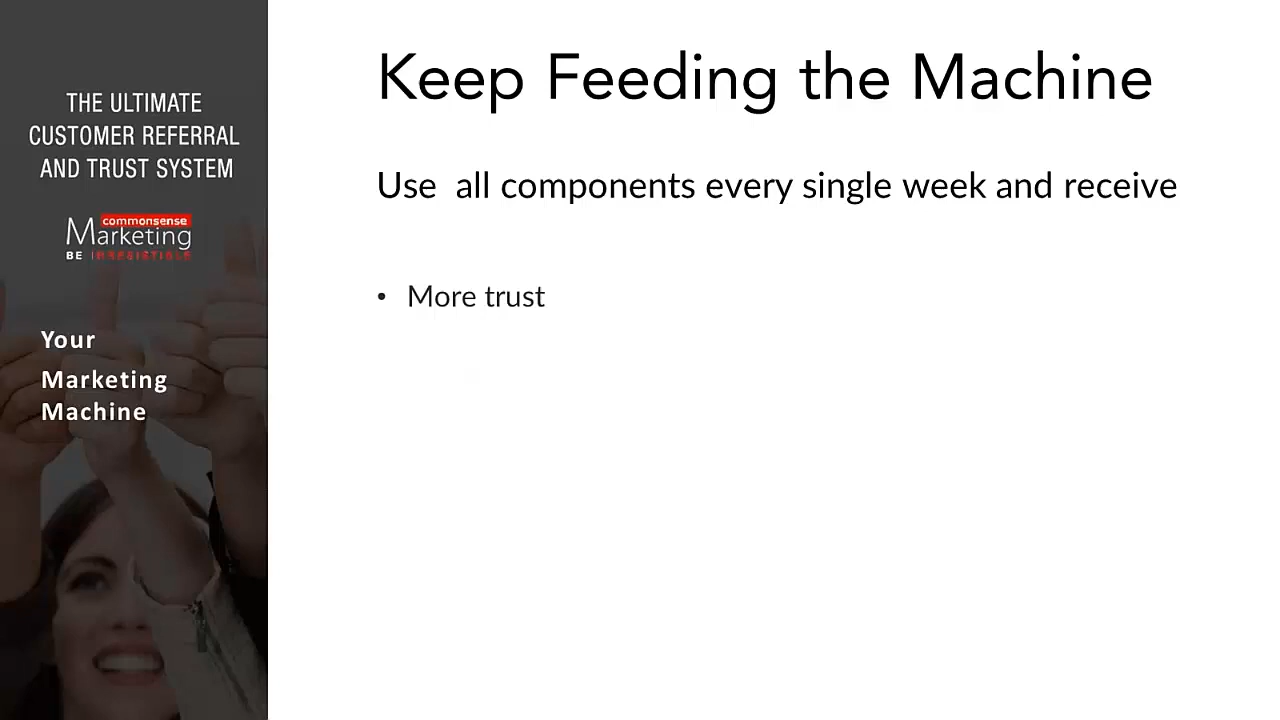 THE ULTIMATE
CUSTOMER REFERRAL
AND TRUST SYSTEM
commonsense
Marketing
BE IRRESISTIBLE
Your
Marketing
Machine
Keep Feeding the Machine
Use all components every single week and receive
• More trust